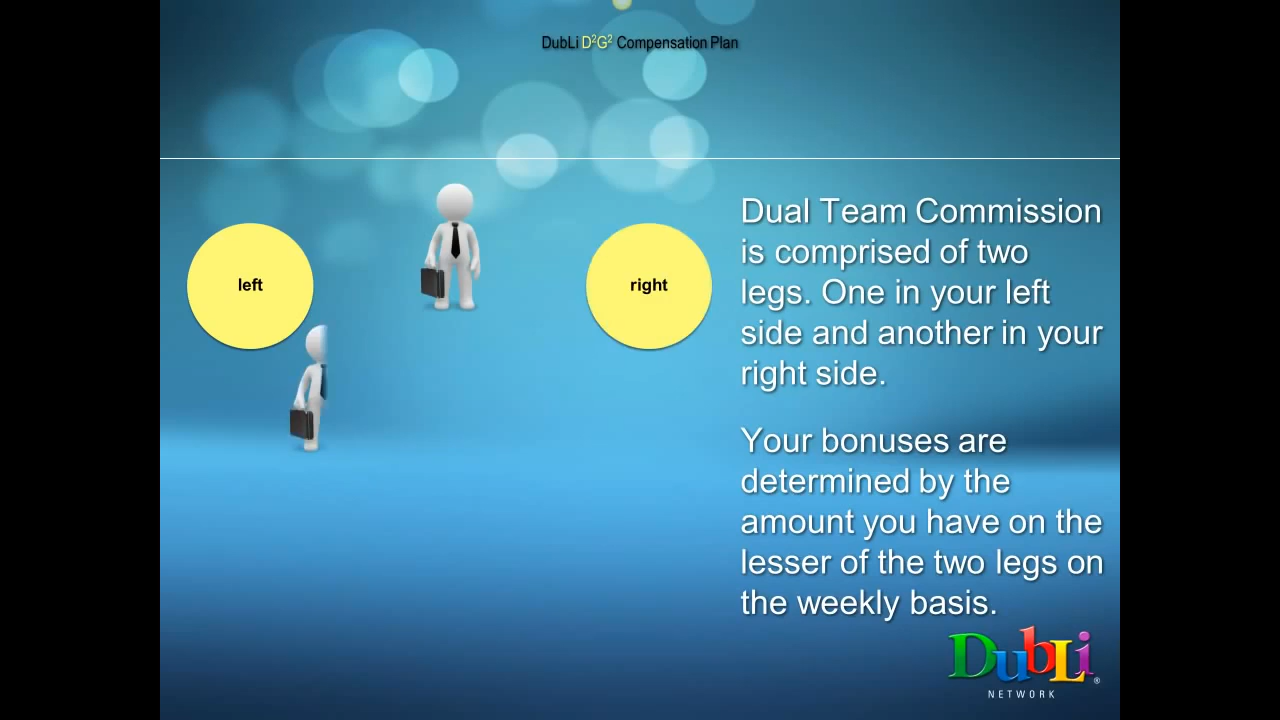 DubLi D²G² Compensation Plan
left
right
Dual Team Commission
is comprised of two
legs. One in your left
side and another in your
right side.
Your bonuses are
determined by the
amount you have on the
lesser of the two legs on
the weekly basis.
DubLi®
NETWORK